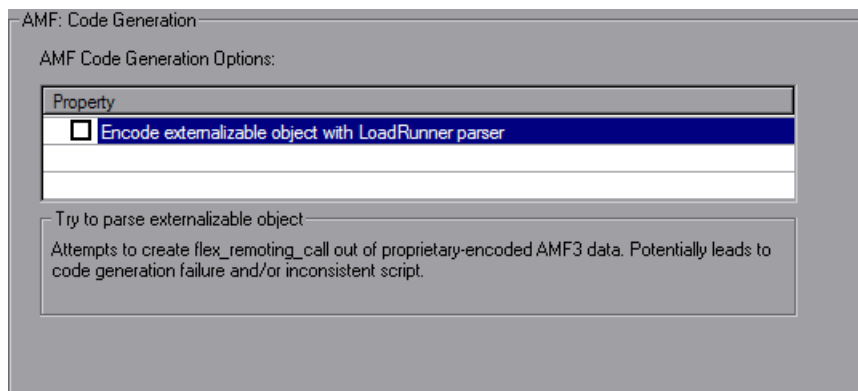 AMF: Code Generation
AMF Code Generation Options:
Property
Encode externalizable object with LoadRunner parser
Try to parse externalizable object
Attempts to create flex_remoting_call out of proprietary-encoded AMF3 data. Potentially leads to
code generation failure and/or inconsistent script.